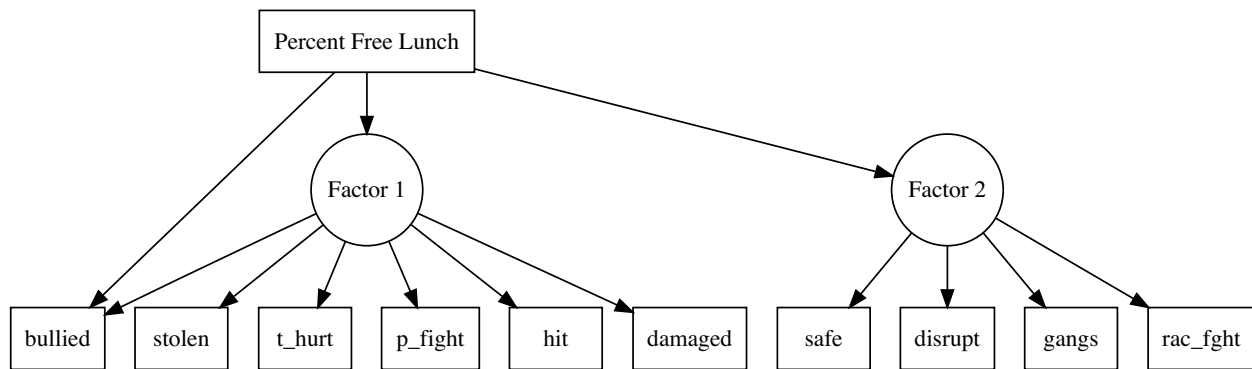 Percent Free Lunch
Factor 1
Factor 2
bullied
stolen
t_hurt
p_fight
hit
damaged
safe
disrupt
gangs
rac_fght